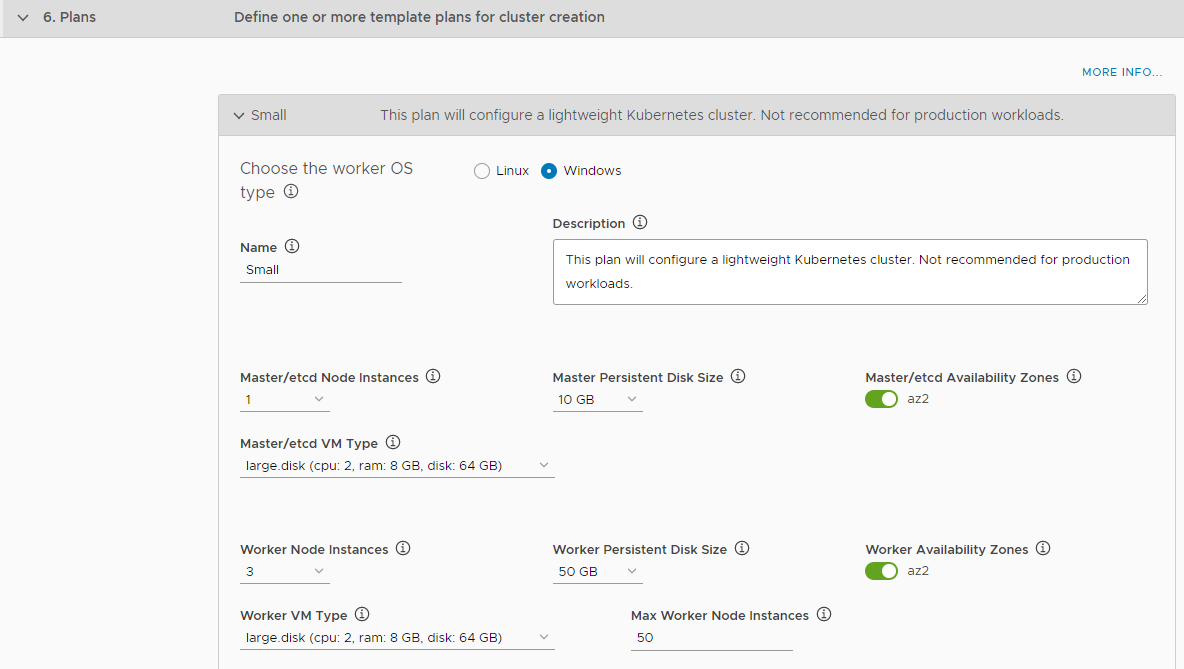 6. Plans Define one or more template plans for cluster creation
MORE INFO...
Small This plan will configure a lightweight Kubernetes cluster. Not recommended for production workloads.
Choose the worker OS
type
Linux Windows
Name
Small
Description
This plan will configure a lightweight Kubernetes cluster. Not recommended for production
workloads.
Master/etcd Node Instances
1
Master Persistent Disk Size
10 GB
Master/etcd Availability Zones
az2
Master/etcd VM Type
large.disk (cpu: 2, ram: 8 GB, disk: 64 GB)
Worker Node Instances
3
Worker Persistent Disk Size
50 GB
Worker Availability Zones
az2
Worker VM Type
large.disk (cpu: 2, ram: 8 GB, disk: 64 GB)
Max Worker Node Instances
50